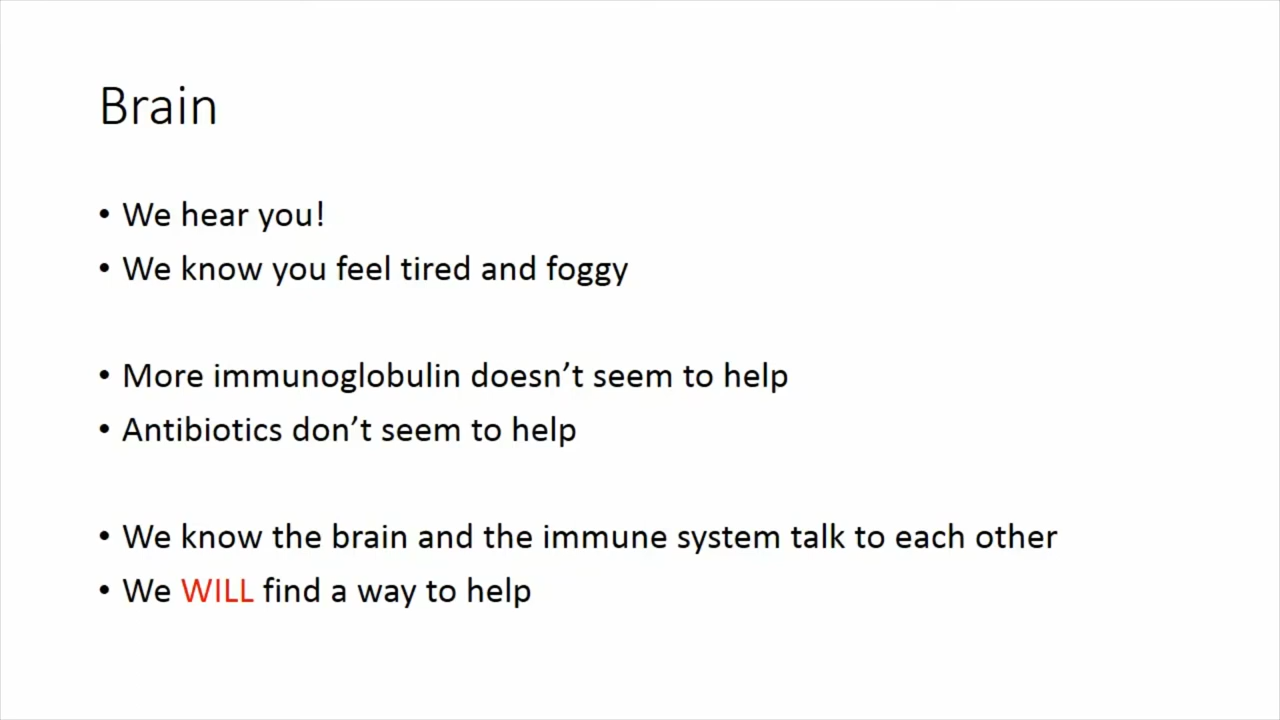 Brain
• We hear you!
• We know you feel tired and foggy
• More immunoglobulin doesn’t seem to help
• Antibiotics don’t seem to help
• We know the brain and the immune system talk to each other
• We WILL find a way to help